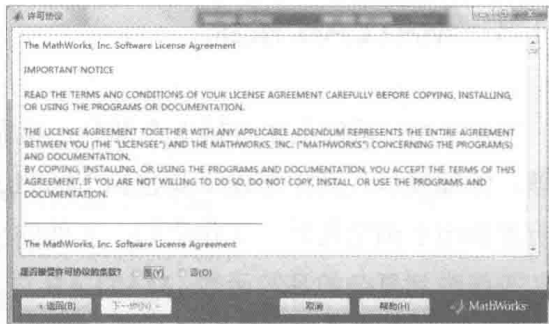 许可协议
The MathWorks, Inc. Software License Agreement
IMPORTANT NOTICE
READ THE TERMS AND CONDITIONS OF YOUR LICENSE AGREEMENT CAREFULLY BEFORE COPYING, INSTALLING,
OR USING THE PROGRAMS OR DOCUMENTATION.
THE LICENSE AGREEMENT TOGETHER WITH ANY APPLICABLE ADDENDUM REPRESENTS THE ENTIRE AGREEMENT
BETWEEN YOU (THE "LICENSEE") AND THE MATHWORKS, INC. ("MATHWORKS") CONCERNING THE PROGRAM(S)
AND DOCUMENTATION.
BY COPYING, INSTALLING, OR USING THE PROGRAMS AND DOCUMENTATION, YOU ACCEPT THE TERMS OF THIS
AGREEMENT. IF YOU ARE NOT WILLING TO DO SO, DO NOT COPY, INSTALL, OR USE THE PROGRAMS AND
DOCUMENTATION.
The MathWorks, Inc. Software License Agreement
是否接受许可协议的条款? 是(Y) 否(O)
< 返回(B) 下一步(N) > 取消 帮助(H) MathWorks